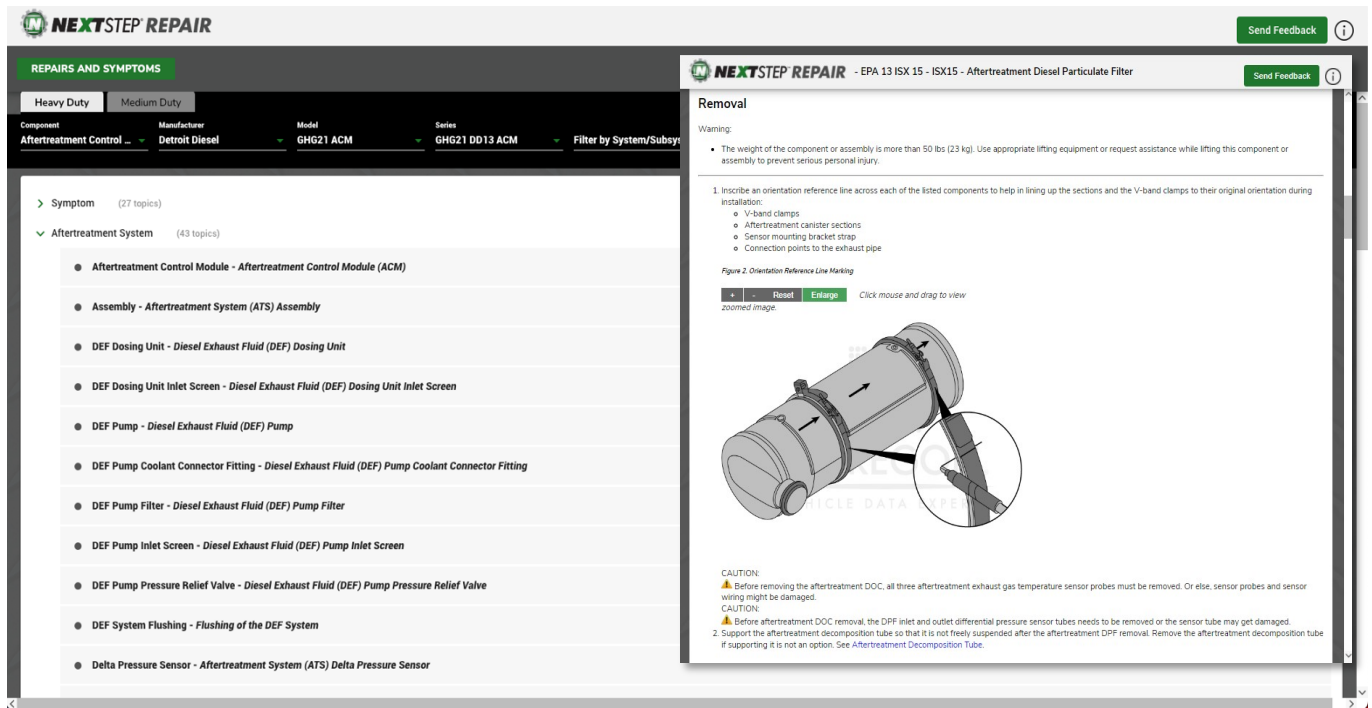 NEXTSTEP REPAIR
Send Feedback
REPAIRS AND SYMPTOMS
Heavy Duty
Medium Duty
Component
Manufacturer
Model
Series
Aftertreatment Control ...
Detroit Diesel
GHG21 ACM
GHG21 DD13 ACM
Filter by System/Subsys
Symptom (27 topics)
Aftertreatment System (43 topics)
Aftertreatment Control Module - Aftertreatment Control Module (ACM)
Assembly - Aftertreatment System (ATS) Assembly
DEF Dosing Unit - Diesel Exhaust Fluid (DEF) Dosing Unit
DEF Dosing Unit Inlet Screen - Diesel Exhaust Fluid (DEF) Dosing Unit Inlet Screen
DEF Pump - Diesel Exhaust Fluid (DEF) Pump
DEF Pump Coolant Connector Fitting - Diesel Exhaust Fluid (DEF) Pump Coolant Connector Fitting
DEF Pump Filter - Diesel Exhaust Fluid (DEF) Pump Filter
DEF Pump Inlet Screen - Diesel Exhaust Fluid (DEF) Pump Inlet Screen
DEF Pump Pressure Relief Valve - Diesel Exhaust Fluid (DEF) Pump Pressure Relief Valve
DEF System Flushing - Flushing of the DEF System
Delta Pressure Sensor - Aftertreatment System (ATS) Delta Pressure Sensor
NEXTSTEP REPAIR - EPA 13 ISX 15 - ISX15 - Aftertreatment Diesel Particulate Filter
Send Feedback
Removal
Warning:
The weight of the component or assembly is more than 50 lbs (23 kg). Use appropriate lifting equipment or request assistance while lifting this component or
assembly to prevent serious personal injury.
1. Inscribe an orientation reference line across each of the listed components to help in lining up the sections and the V-band clamps to their original orientation during
installation:
V-band clamps
Aftertreatment canister sections
Sensor mounting bracket strap
Connection points to the exhaust pipe
Figure 2. Orientation Reference Line Marking
+ - Reset Enlarge Click mouse and drag to view
zoomed image.
VEHICLE DATA EXPER
CAUTION:
Before removing the aftertreatment DOC, all three aftertreatment exhaust gas temperature sensor probes must be removed. Or else, sensor probes and sensor
wiring might be damaged.
CAUTION:
Before aftertreatment DOC removal, the DPF inlet and outlet differential pressure sensor tubes needs to be removed or the sensor tube may get damaged.
2. Support the aftertreatment decomposition tube so that it is not freely suspended after the aftertreatment DPF removal. Remove the aftertreatment decomposition tube
if supporting it is not an option. See Aftertreatment Decomposition Tube.